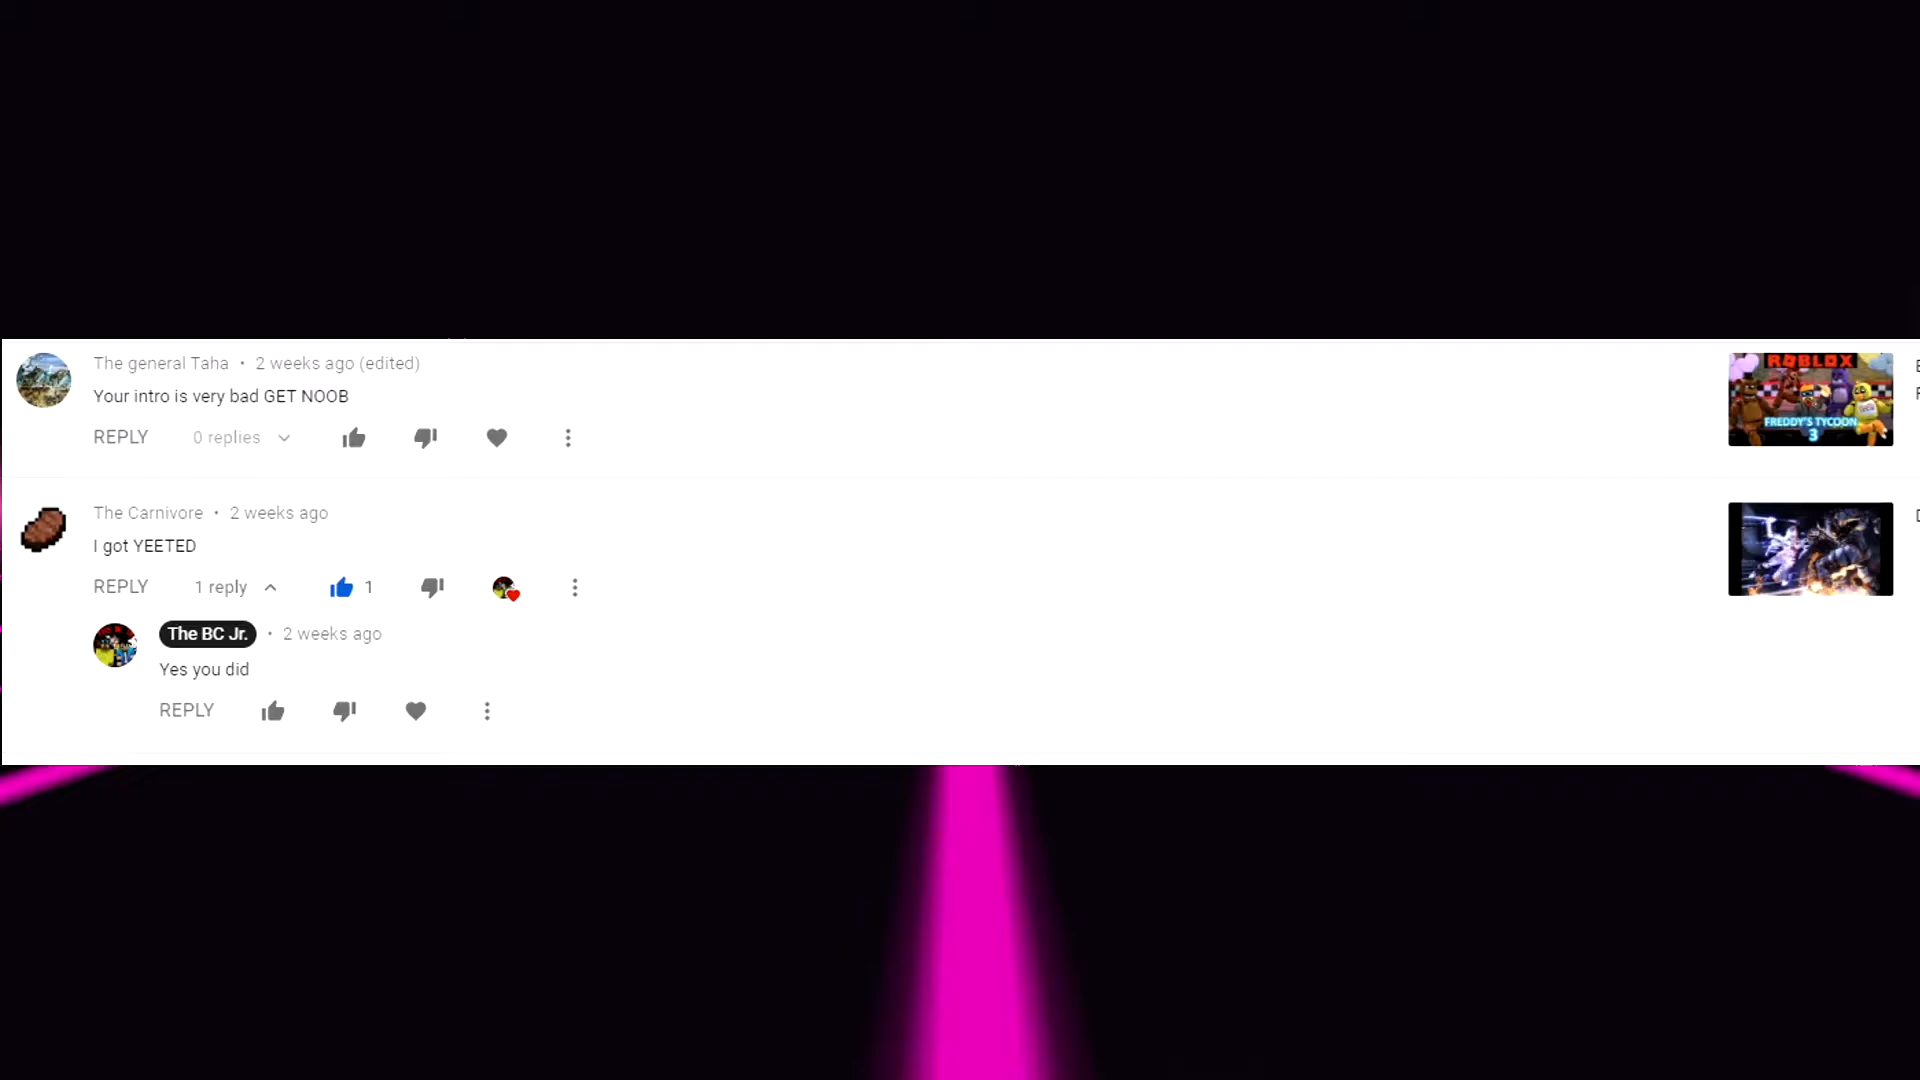 The general Taha • 2 weeks ago (edited)
Your intro is very bad GET NOOB
REPLY 0 replies
ROBLOX
FREDDY'S TYCOON
3
The Carnivore • 2 weeks ago
I got YEETED
REPLY 1 reply 1
The BC Jr. • 2 weeks ago
Yes you did
REPLY